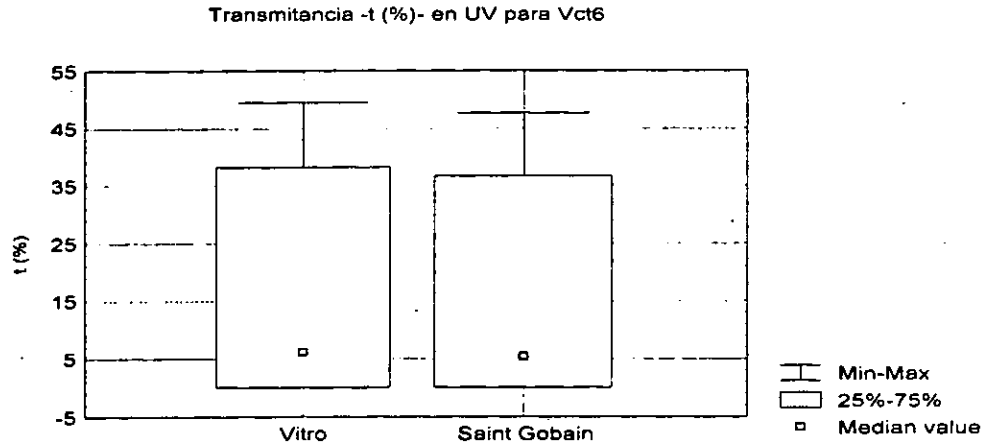 Transmitancia -t (%)- en UV para Vct6
55
45
35
25
15
5
-5
t (%)
Vitro
Saint Gobain
Min-Max
25%-75%
Median value